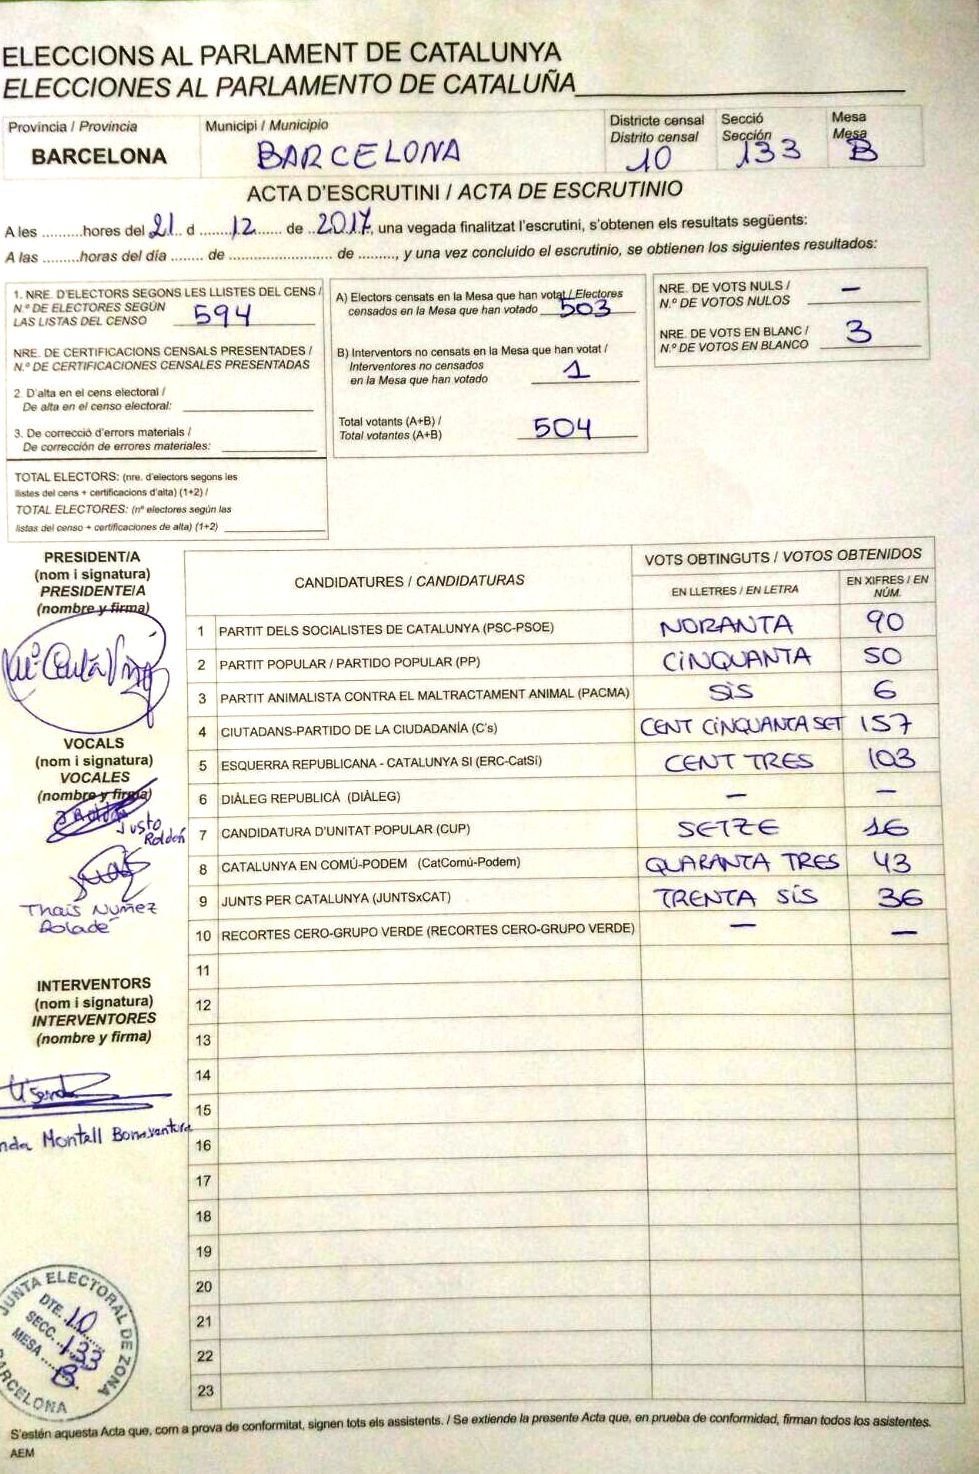 ELECCIONS AL PARLAMENT DE CATALUNYA
ELECCIONES AL PARLAMENTO DE CATALUÑA
Provincia / Provincia
BARCELONA
Municipi / Municipio
BARCELONA
Districte censal
Distrito censal
10
Secció
Sección
133
Mesa
Mesa
B
ACTA D'ESCRUTINI / ACTA DE ESCRUTINIO
A les ..........hores del 21 d ........12....... de ..2017, una vegada finalitzat l'escrutini, s'obtenen els resultats següents:
A las .........horas del día ........ de ............................ de ........., y una vez concluido el escrutinio, se obtienen los siguientes resultados:
1. NRE. D'ELECTORS SEGONS LES LLISTES DEL CENS /
N.º DE ELECTORES SEGÚN
LAS LISTAS DEL CENSO 594
NRE. DE CERTIFICACIONS CENSALS PRESENTADES /
N.º DE CERTIFICACIONES CENSALES PRESENTADAS
2. D'alta en el cens electoral /
De alta en el censo electoral:
3. De correcció d'errors materials /
De corrección de errores materiales:
TOTAL ELECTORS: (nre. d'electors segons les
llistes del cens + certificacions d'alta) (1+2) /
TOTAL ELECTORES: (nº electores según las
listas del censo + certificaciones de alta) (1+2)
A) Electors censats en la Mesa que han votat / Electores
censados en la Mesa que han votado 503
B) Interventors no censats en la Mesa que han votat /
Interventores no censados
en la Mesa que han votado 1
Total votants (A+B) /
Total votantes (A+B) 504
NRE. DE VOTS NULS /
N.º DE VOTOS NULOS —
NRE. DE VOTS EN BLANC /
N.º DE VOTOS EN BLANCO 3
PRESIDENT/A
(nom i signatura)
PRESIDENTE/A
(nombre y firma)
VOCALS
(nom i signatura)
VOCALES
(nombre y firma)
Justo
Roldán
Thais Nuñez
INTERVENTORS
(nom i signatura)
INTERVENTORES
(nombre y firma)
Montell Bonaventura
CANDIDATURES / CANDIDATURAS
VOTS OBTINGUTS / VOTOS OBTENIDOS
EN LLETRES / EN LETRA
EN XIFRES / EN NÚM.
1 PARTIT DELS SOCIALISTES DE CATALUNYA (PSC-PSOE) NORANTA 90
2 PARTIT POPULAR / PARTIDO POPULAR (PP) CINQUANTA 50
3 PARTIT ANIMALISTA CONTRA EL MALTRACTAMENT ANIMAL (PACMA) SIS 6
4 CIUTADANS-PARTIDO DE LA CIUDADANÍA (C's) CENT CINQUANTA SET 157
5 ESQUERRA REPUBLICANA - CATALUNYA SI (ERC-CatSí) CENT TRES 103
6 DIÀLEG REPUBLICÀ (DIÀLEG) — —
7 CANDIDATURA D'UNITAT POPULAR (CUP) SETZE 16
8 CATALUNYA EN COMÚ-PODEM (CatComú-Podem) QUARANTA TRES 43
9 JUNTS PER CATALUNYA (JUNTSxCAT) TRENTA SIS 36
10 RECORTES CERO-GRUPO VERDE (RECORTES CERO-GRUPO VERDE) — —
11
12
13
14
15
16
17
18
19
20
21
22
23
JUNTA ELECTORAL DE ZONA
DTE. 10
SECC. 133
MESA B
BARCELONA
S'estén aquesta Acta que, com a prova de conformitat, signen tots els assistents. / Se extiende la presente Acta que, en prueba de conformidad, firman todos los asistentes.
AEM